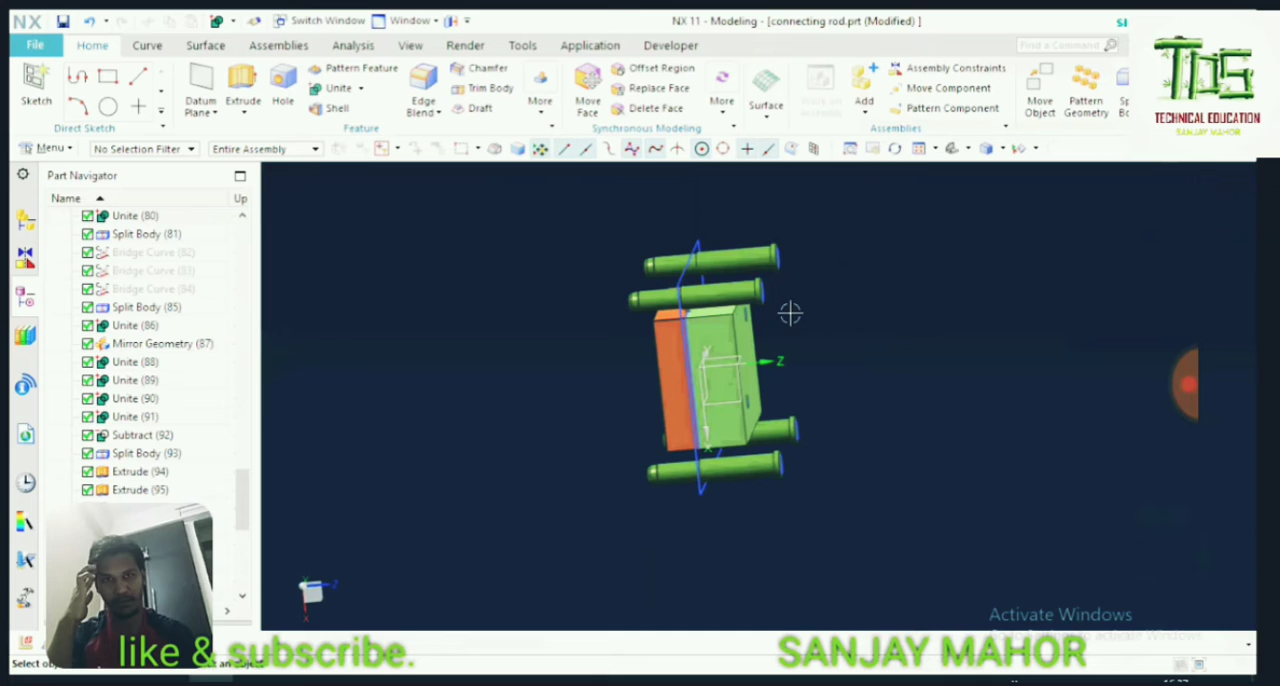 NX
Switch Window
Window
NX 11 - Modeling - [connecting rod.prt (Modified) ]
File
Home
Curve
Surface
Assemblies
Analysis
View
Render
Tools
Application
Developer
Find a Command
TPS
TECHNICAL EDUCATION
SANJAY MAHOR
Sketch
Direct Sketch
Datum Plane
Extrude
Hole
Pattern Feature
Unite
Shell
Edge Blend
Chamfer
Trim Body
Draft
More
Feature
Move Face
Offset Region
Replace Face
Delete Face
More
Synchronous Modeling
Surface
Add
Assembly Constraints
Move Component
Pattern Component
Assemblies
Move Object
Pattern Geometry
Menu
No Selection Filter
Entire Assembly
Part Navigator
Name
Up
Unite (80)
Split Body (81)
Bridge Curve (82)
Bridge Curve (83)
Bridge Curve (84)
Split Body (85)
Unite (86)
Mirror Geometry (87)
Unite (88)
Unite (89)
Unite (90)
Unite (91)
Subtract (92)
Split Body (93)
Extrude (94)
Extrude (95)
Z
X
Activate Windows
like & subscribe.
SANJAY MAHOR